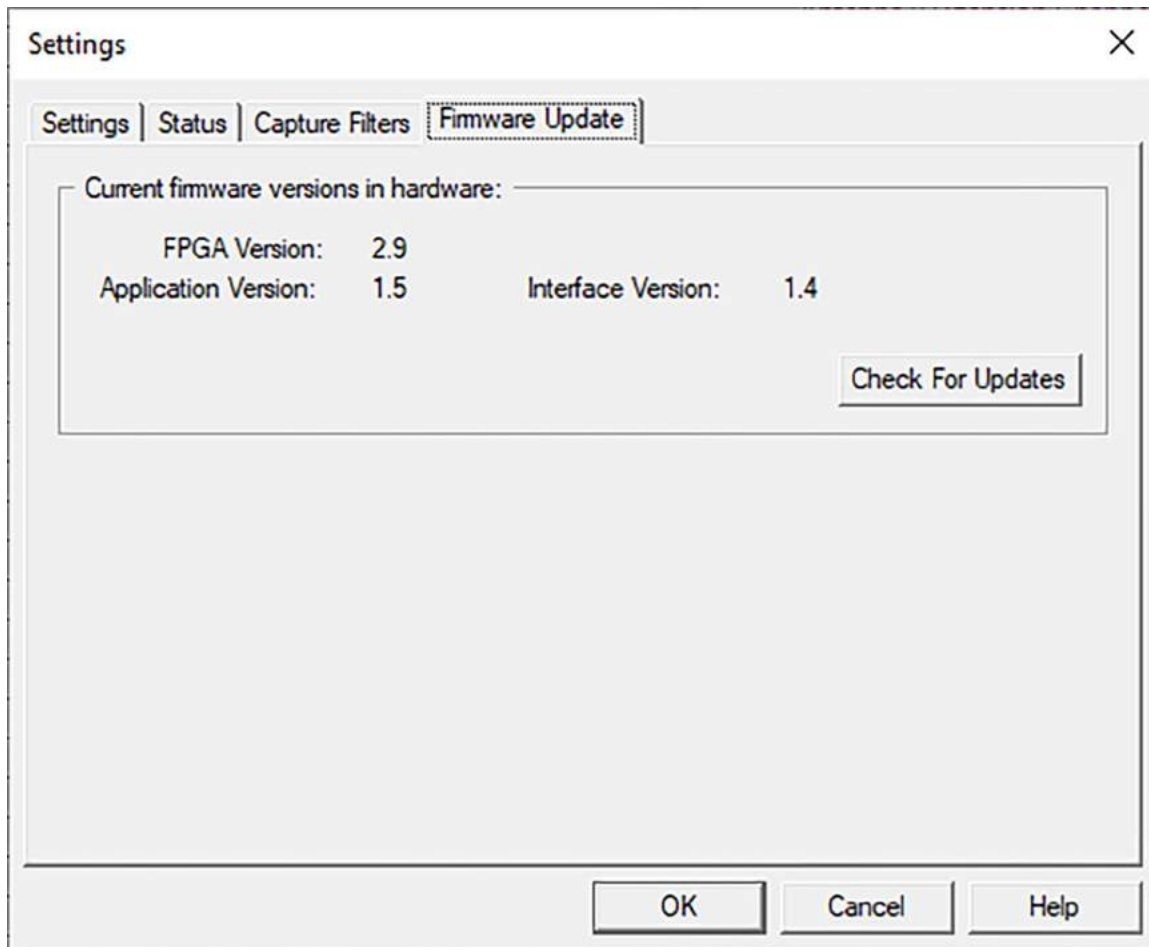 Settings
Settings Status Capture Filters Firmware Update
Current firmware versions in hardware:
FPGA Version: 2.9
Application Version: 1.5 Interface Version: 1.4
Check For Updates
OK Cancel Help